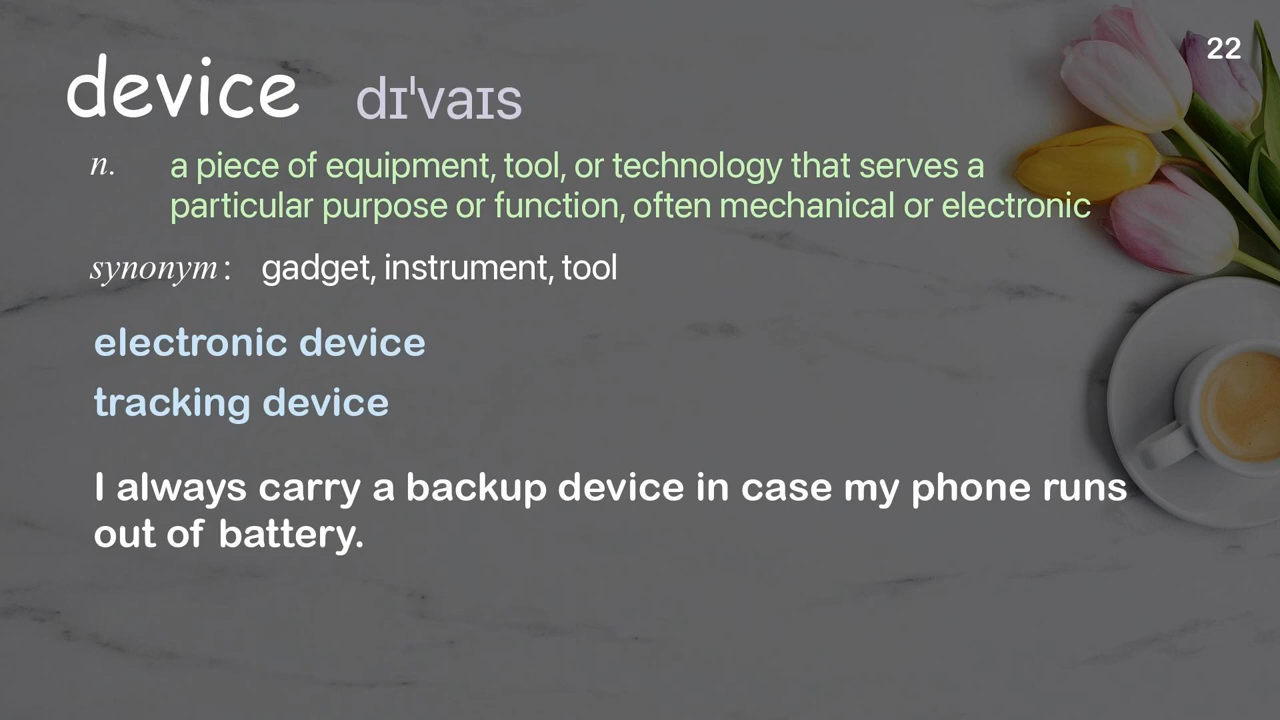 22
device dɪˈvaɪs
n. a piece of equipment, tool, or technology that serves a
particular purpose or function, often mechanical or electronic
synonym : gadget, instrument, tool
electronic device
tracking device
I always carry a backup device in case my phone runs
out of battery.